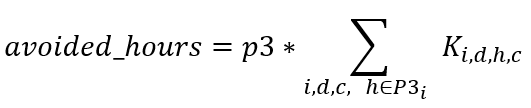 avoided_hours = p3 * ∑_{i,d,c, h∈P3_i} K_{i,d,h,c}